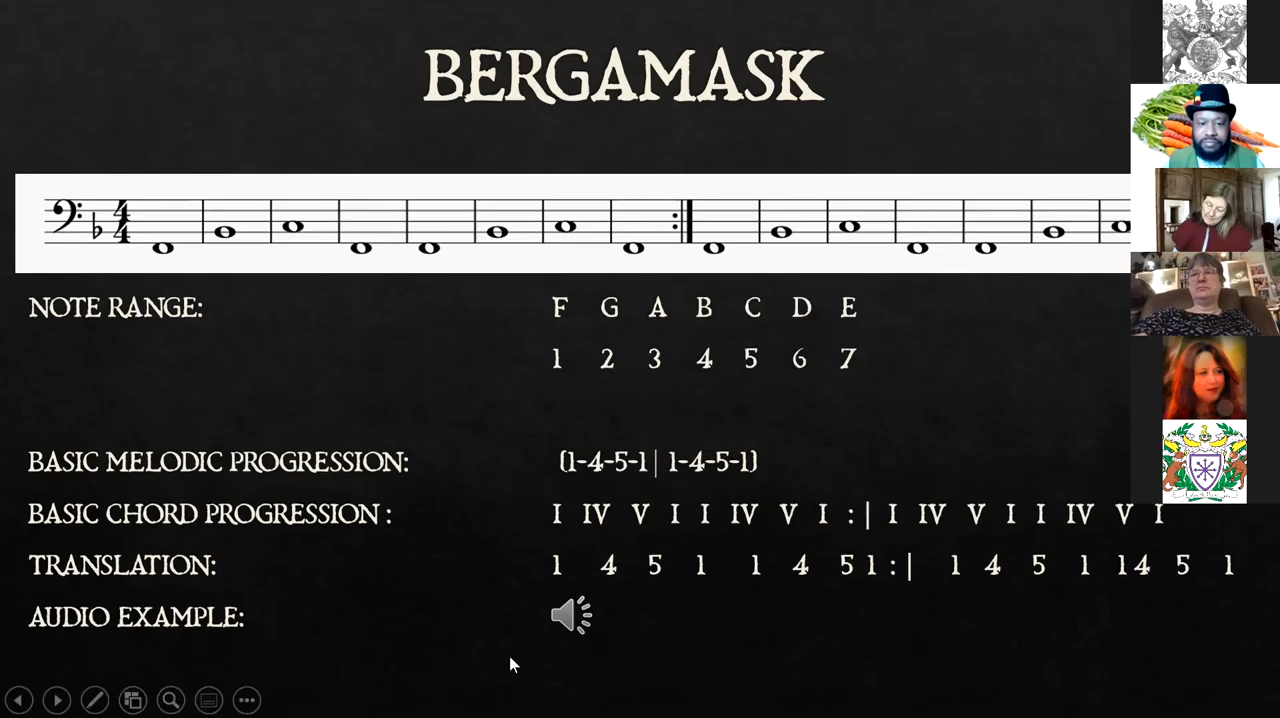 BERGAMASK
4
4
NOTE RANGE: F G A B C D E
1 2 3 4 5 6 7
BASIC MELODIC PROGRESSION: (1-4-5-1 | 1-4-5-1)
BASIC CHORD PROGRESSION : I IV V I I IV V I :| I IV V I I IV V I
TRANSLATION: 1 4 5 1 1 4 5 1 :| 1 4 5 1 1 4 5 1
AUDIO EXAMPLE: